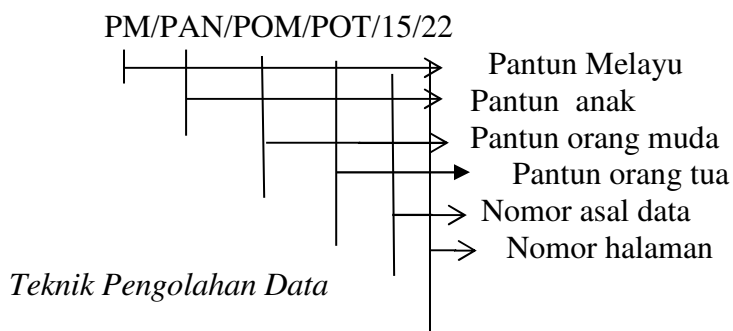 PM/PAN/POM/POT/15/22
Pantun Melayu
Pantun anak
Pantun orang muda
Pantun orang tua
Nomor asal data
Nomor halaman
Teknik Pengolahan Data